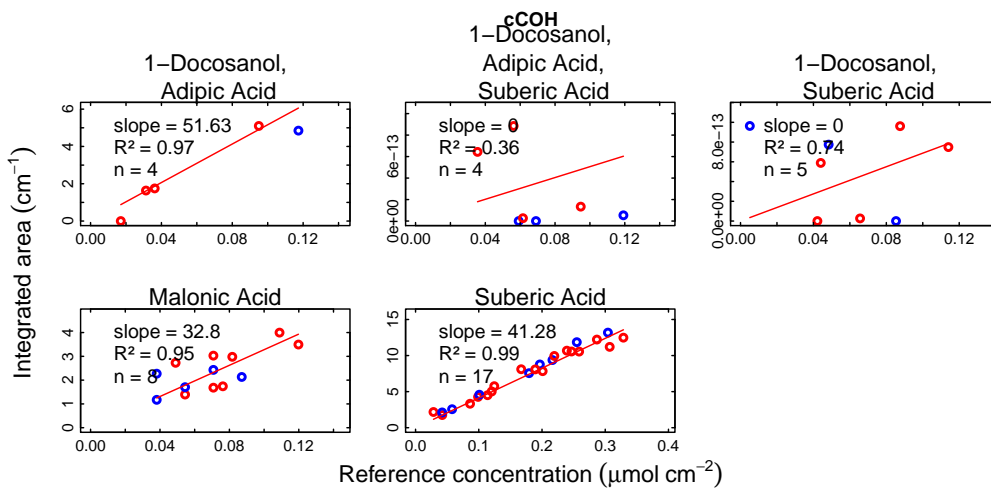 cCOH
1−Docosanol,
Adipic Acid
1−Docosanol,
Adipic Acid,
Suberic Acid
1−Docosanol,
Suberic Acid
Integrated area (cm⁻¹)
slope = 51.63
R² = 0.97
n = 4
0 2 4 6
0.00 0.04 0.08 0.12
slope = 0
R² = 0.36
n = 4
0e+00 6e−13
0.00 0.04 0.08 0.12
slope = 0
R² = 0.74
n = 5
0.0e+00 8.0e−13
0.00 0.04 0.08 0.12
Malonic Acid
slope = 32.8
R² = 0.95
n = 8
0 1 2 3 4
0.00 0.04 0.08 0.12
Suberic Acid
slope = 41.28
R² = 0.99
n = 17
0 5 10 15
0.0 0.1 0.2 0.3 0.4
Reference concentration (μmol cm⁻²)